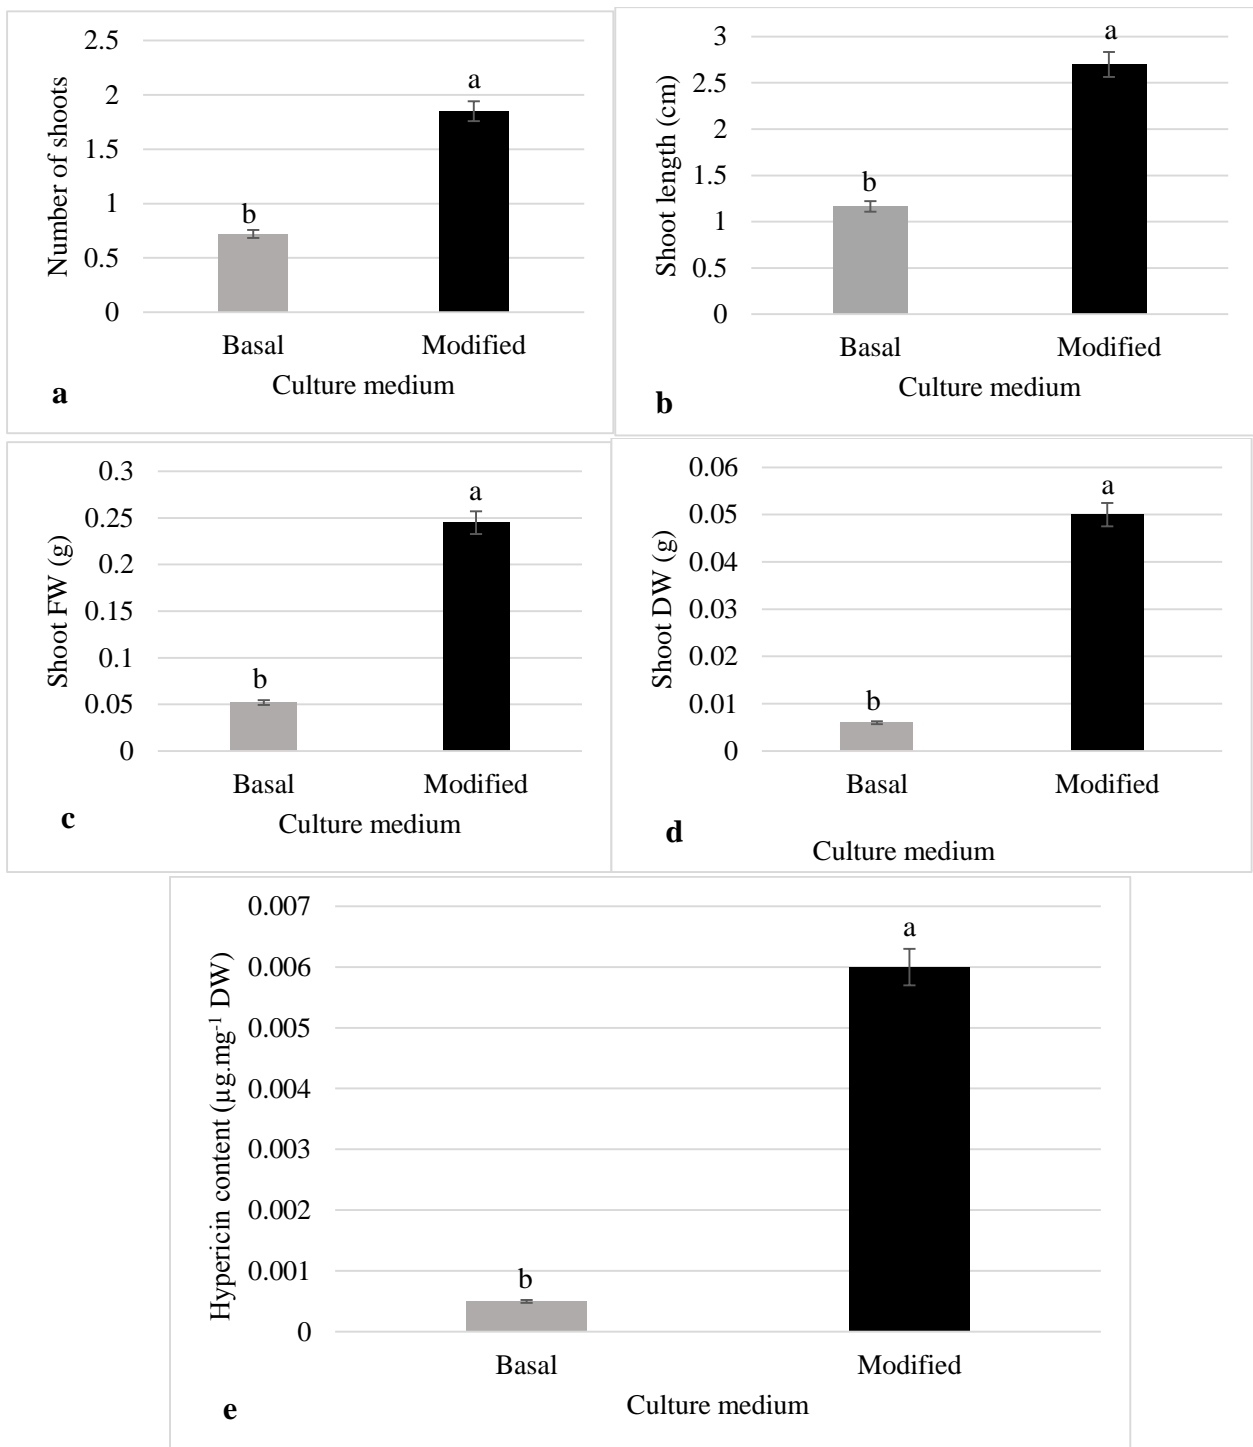 2.5
2
1.5
1
0.5
0
Number of shoots
a
b
Basal Modified
Culture medium
a
3
2.5
2
1.5
1
0.5
0
Shoot length (cm)
a
b
Basal Modified
Culture medium
b
0.3
0.25
0.2
0.15
0.1
0.05
0
Shoot FW (g)
a
b
Basal Modified
Culture medium
c
0.06
0.05
0.04
0.03
0.02
0.01
0
Shoot DW (g)
a
b
Basal Modified
Culture medium
d
0.007
0.006
0.005
0.004
0.003
0.002
0.001
0
Hypericin content (µg.mg⁻¹ DW)
a
b
Basal Modified
Culture medium
e